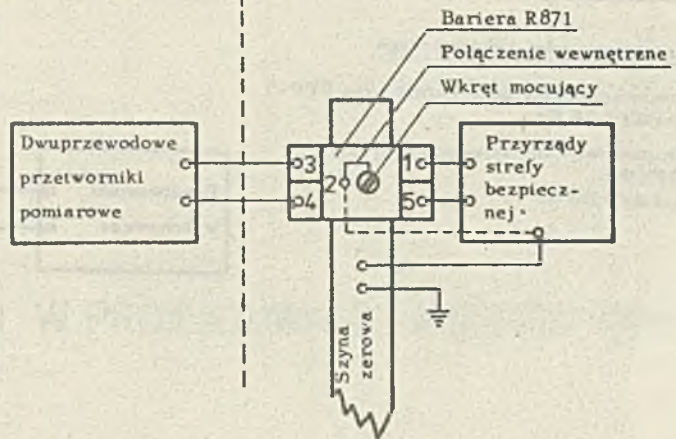 Bariera R871
Połączenie wewnętrzne
Wkręt mocujący
Dwuprzewodowe
przetworniki
pomiarowe
3
4
2
1
5
Przyrządy
strefy
bezpiecz-
nej
Szyna
zerowa